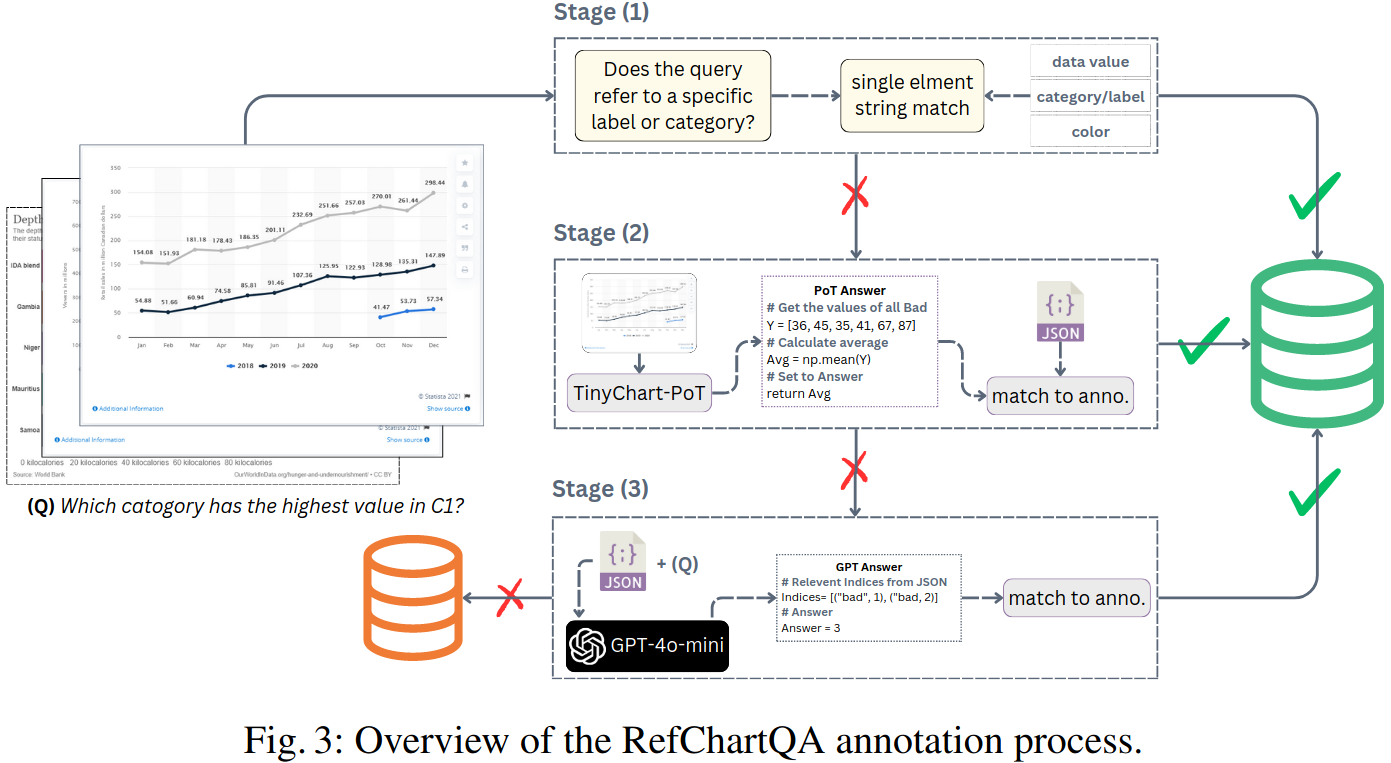 Stage (1)
Does the query
refer to a specific
label or category?
single elment
string match
data value
category/label
color
350
300
250
200
150
100
50
0
Retail sales in million Canadian dollars
154.08
151.93
181.18
178.43
186.35
201.11
232.69
251.66
257.03
270.01
261.44
298.44
54.88
51.66
60.94
74.58
85.81
91.46
107.36
125.95
122.93
128.98
135.31
147.89
41.47
53.73
57.34
Jan
Feb
Mar
Apr
May
Jun
Jul
Aug
Sep
Oct
Nov
Dec
2018
2019
2020
© Statista 2021
Additional Information
Show source
© Statista 2021
Additional Information
Show source
Viewers in millions
Depth
The depth
their statu
IDA blend
Gambia
Niger
Mauritius
Samoa
0 kilocalories 20 kilocalories 40 kilocalories 60 kilocalories 80 kilocalories
Source: World Bank
OurWorldInData.org/hunger-and-undernourishment/ • CC BY
(Q) Which catogory has the highest value in C1?
Stage (2)
TinyChart-PoT
PoT Answer
# Get the values of all Bad
Y = [36, 45, 35, 41, 67, 87]
# Calculate average
Avg = np.mean(Y)
# Set to Answer
return Avg
{;}
JSON
match to anno.
Stage (3)
{;}
JSON
+ (Q)
GPT-4o-mini
GPT Answer
# Relevent Indices from JSON
Indices= [("bad", 1), ("bad, 2)]
# Answer
Answer = 3
match to anno.
Fig. 3: Overview of the RefChartQA annotation process.